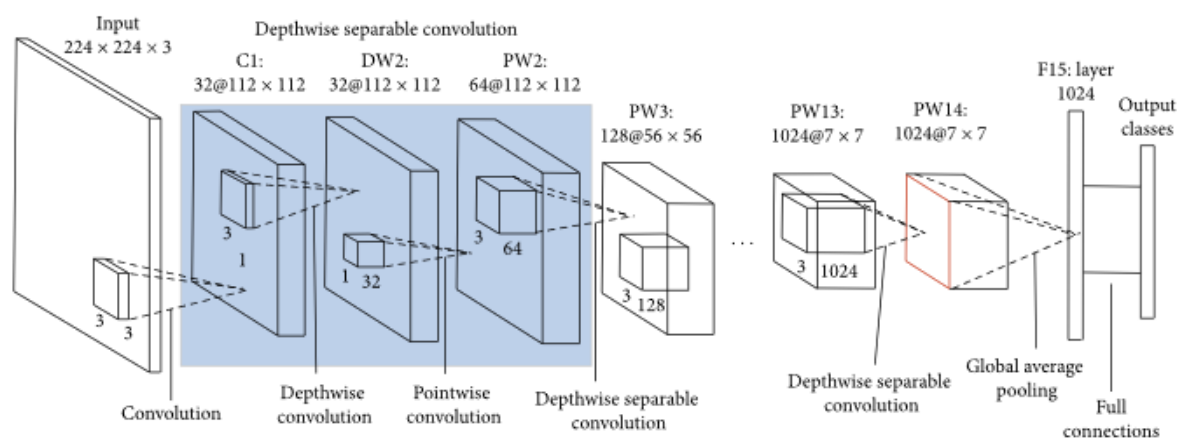 Input
224 × 224 × 3
Depthwise separable convolution
C1:
32@112 × 112
DW2:
32@112 × 112
PW2:
64@112 × 112
PW3:
128@56 × 56
PW13:
1024@7 × 7
PW14:
1024@7 × 7
F15: layer
1024
Output
classes
3
3
3
1
1
32
3
64
3
128
...
3
1024
Convolution
Depthwise
convolution
Pointwise
convolution
Depthwise separable
convolution
Depthwise separable
convolution
Global average
pooling
Full
connections